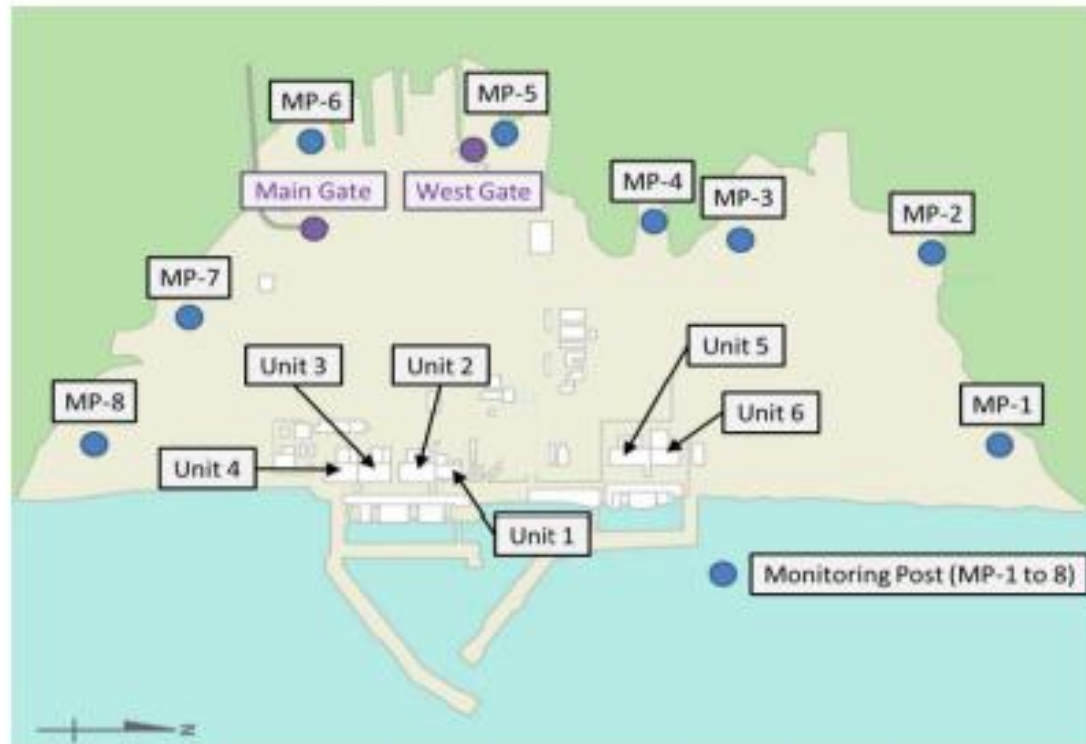 MP-6
MP-5
Main Gate
West Gate
MP-4
MP-3
MP-2
MP-7
Unit 3
Unit 2
Unit 5
MP-8
Unit 6
MP-1
Unit 4
Unit 1
Monitoring Post (MP-1 to 8)
N